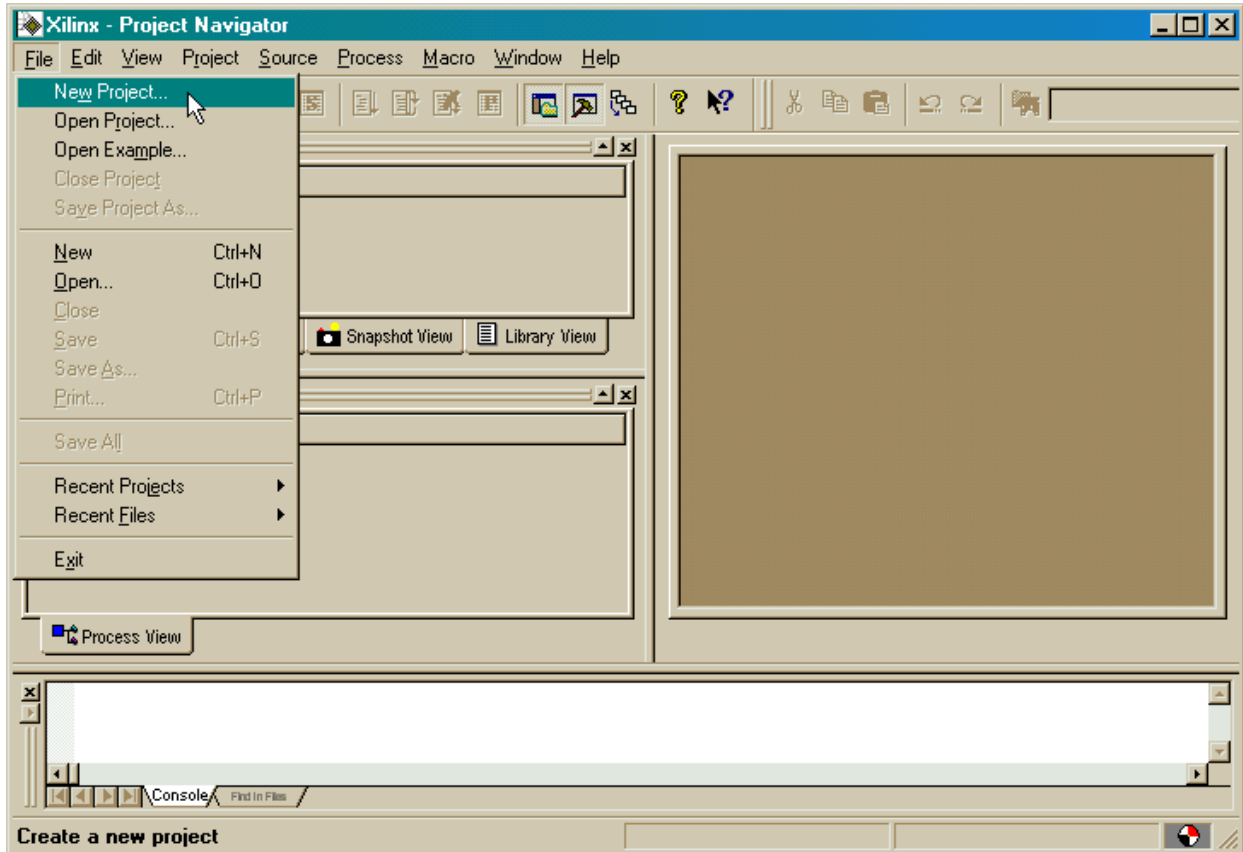 Xilinx - Project Navigator
File Edit View Project Source Process Macro Window Help
New Project...
Open Project...
Open Example...
Close Project
Save Project As...
New Ctrl+N
Open... Ctrl+O
Close
Save Ctrl+S
Save As...
Print... Ctrl+P
Save All
Recent Projects
Recent Files
Exit
Snapshot View Library View
Process View
Console Find in Files
Create a new project